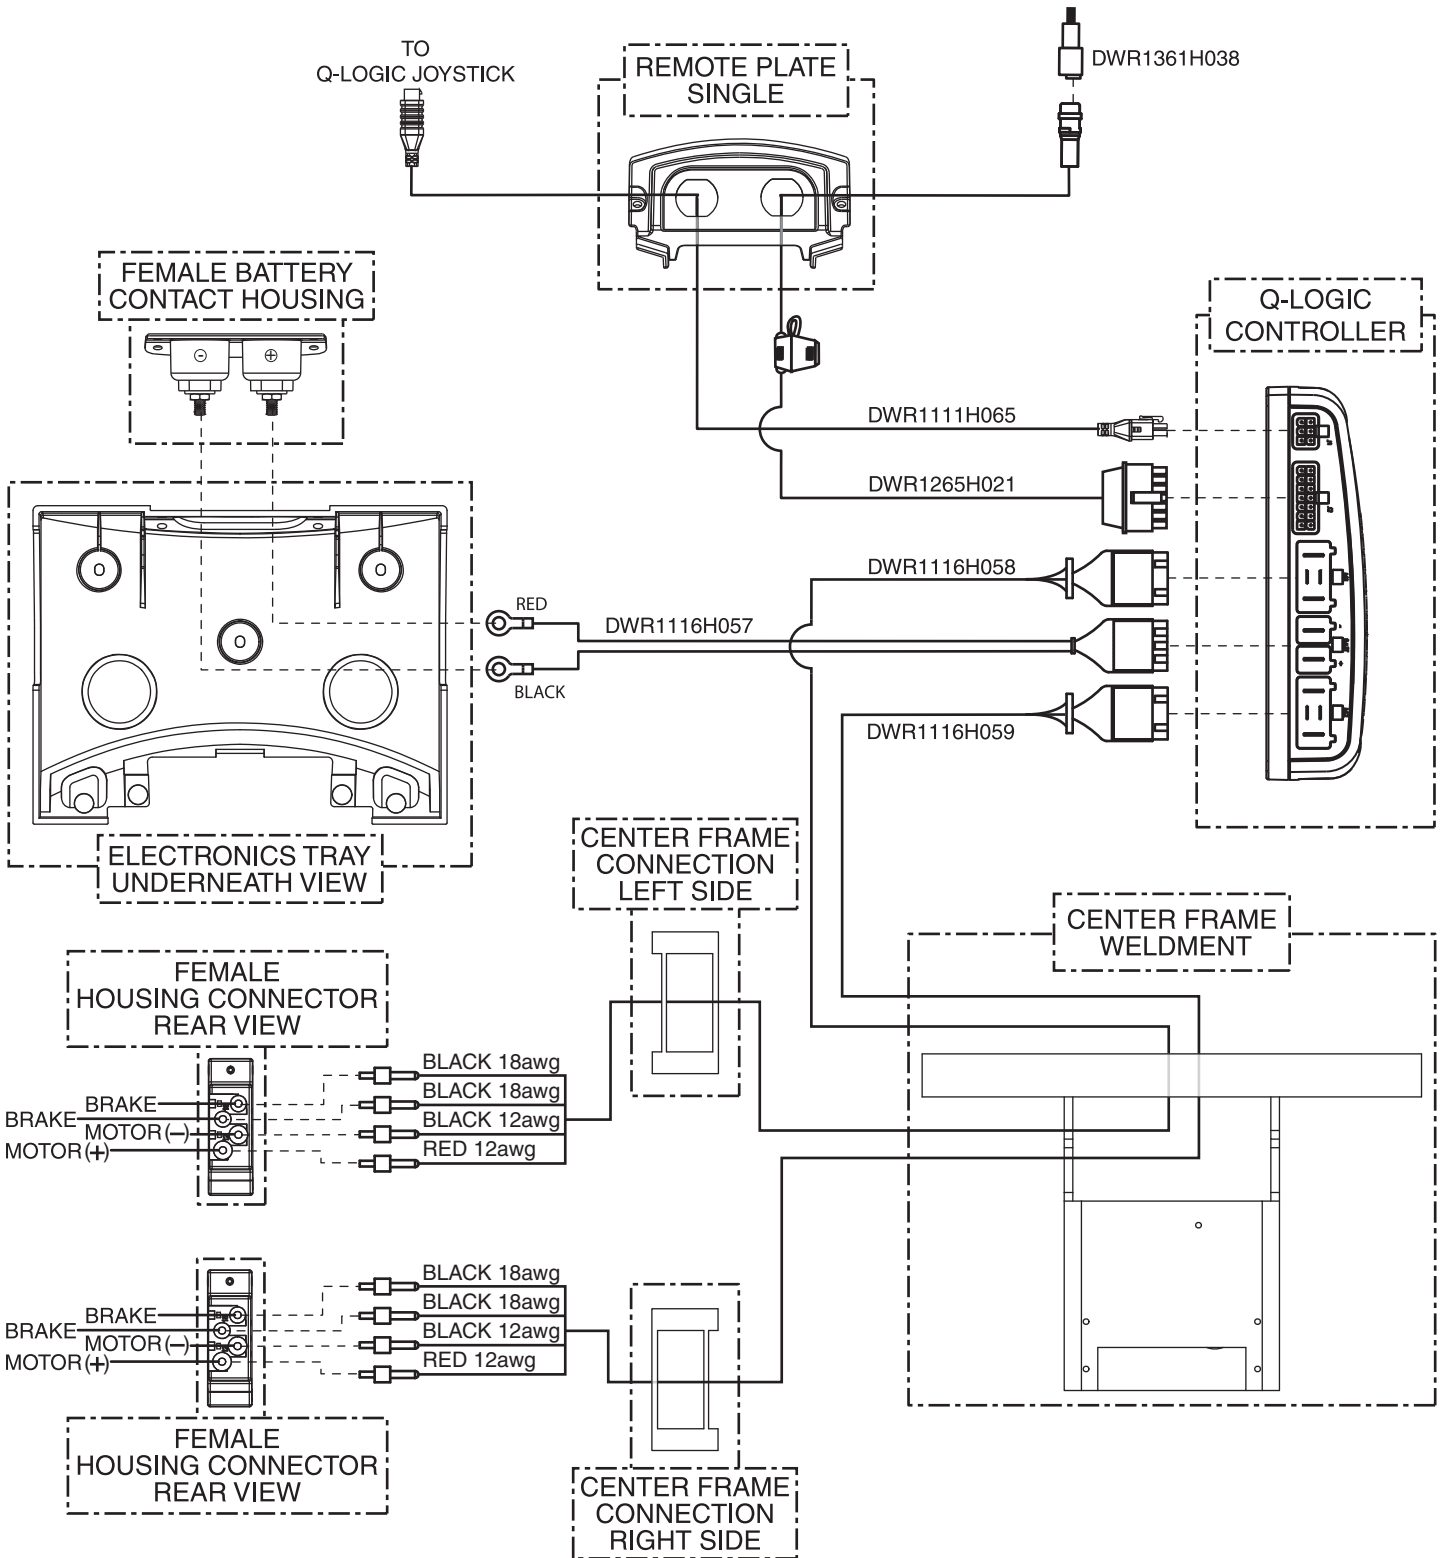 TO
Q-LOGIC JOYSTICK
REMOTE PLATE
SINGLE
DWR1361H038
FEMALE BATTERY
CONTACT HOUSING
- +
Q-LOGIC
CONTROLLER
DWR1111H065
DWR1265H021
DWR1116H058
RED
DWR1116H057
BLACK
DWR1116H059
ELECTRONICS TRAY
UNDERNEATH VIEW
CENTER FRAME
CONNECTION
LEFT SIDE
CENTER FRAME
WELDMENT
FEMALE
HOUSING CONNECTOR
REAR VIEW
BLACK 18awg
BLACK 18awg
BLACK 12awg
RED 12awg
BRAKE
BRAKE
MOTOR (-)
MOTOR (+)
BLACK 18awg
BLACK 18awg
BLACK 12awg
RED 12awg
BRAKE
BRAKE
MOTOR (-)
MOTOR (+)
FEMALE
HOUSING CONNECTOR
REAR VIEW
CENTER FRAME
CONNECTION
RIGHT SIDE